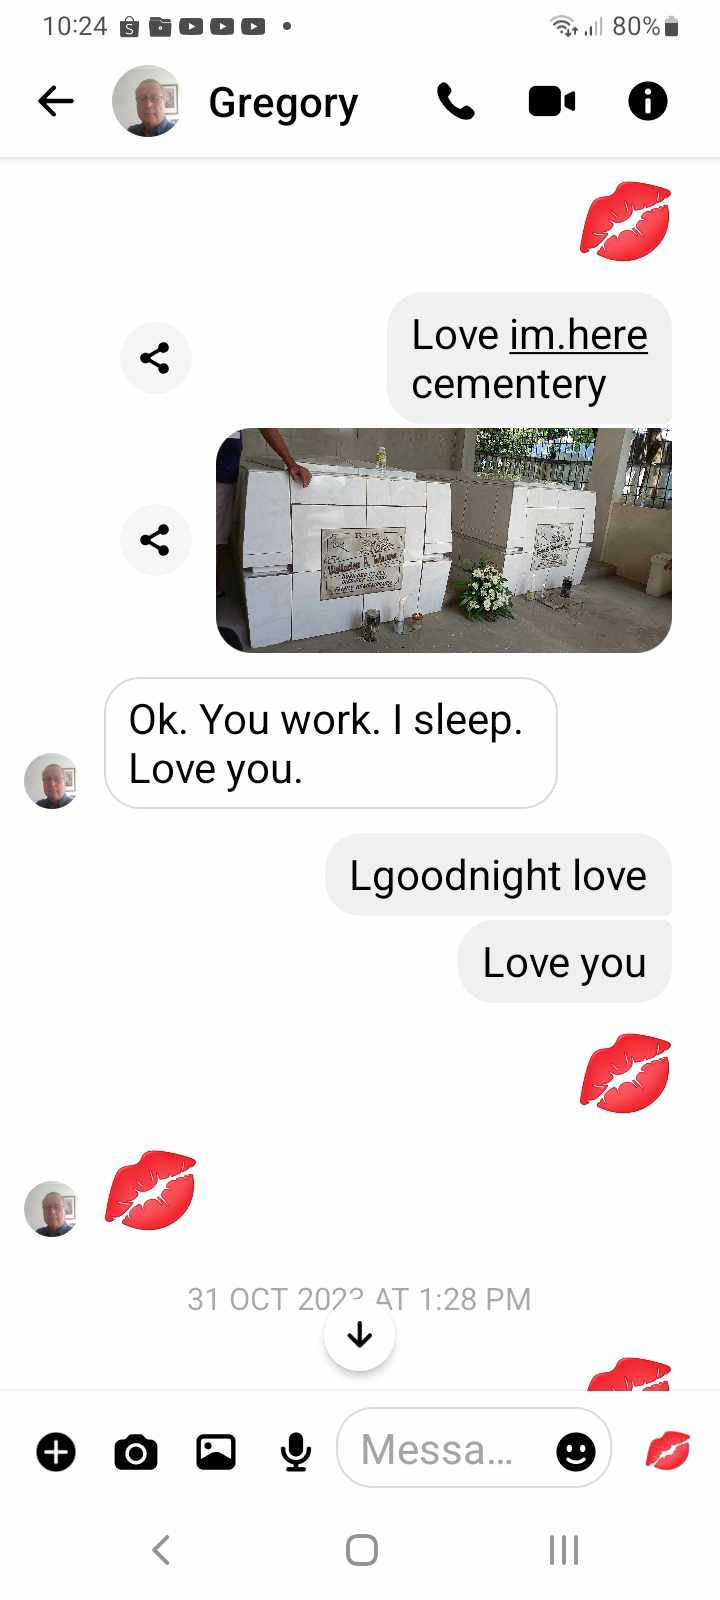 10:24
80%
Gregory
Love im.here
cementery
Ok. You work. I sleep.
Love you.
Lgoodnight love
Love you
31 OCT 202 AT 1:28 PM
Messa...